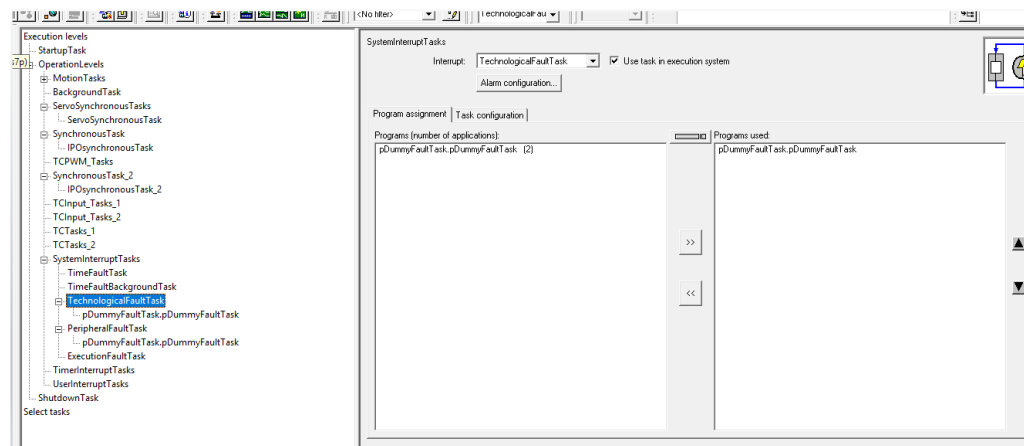 <No filter>
TechnologicalFau
Execution levels
StartupTask
s7p)
OperationLevels
MotionTasks
BackgroundTask
ServoSynchronousTasks
ServoSynchronousTask
SynchronousTask
IPOsynchronousTask
TCPWM_Tasks
SynchronousTask_2
IPOsynchronousTask_2
TCInput_Tasks_1
TCInput_Tasks_2
TCTasks_1
TCTasks_2
SystemInterruptTasks
TimeFaultTask
TimeFaultBackgroundTask
TechnologicalFaultTask
pDummyFaultTask.pDummyFaultTask
PeripheralFaultTask
pDummyFaultTask.pDummyFaultTask
ExecutionFaultTask
TimerInterruptTasks
UserInterruptTasks
ShutdownTask
Select tasks
SystemInterruptTasks
Interrupt: TechnologicalFaultTask Use task in execution system
Alarm configuration...
Program assignment Task configuration
Programs (number of applications):
pDummyFaultTask.pDummyFaultTask (2)
>>
<<
Programs used:
pDummyFaultTask.pDummyFaultTask